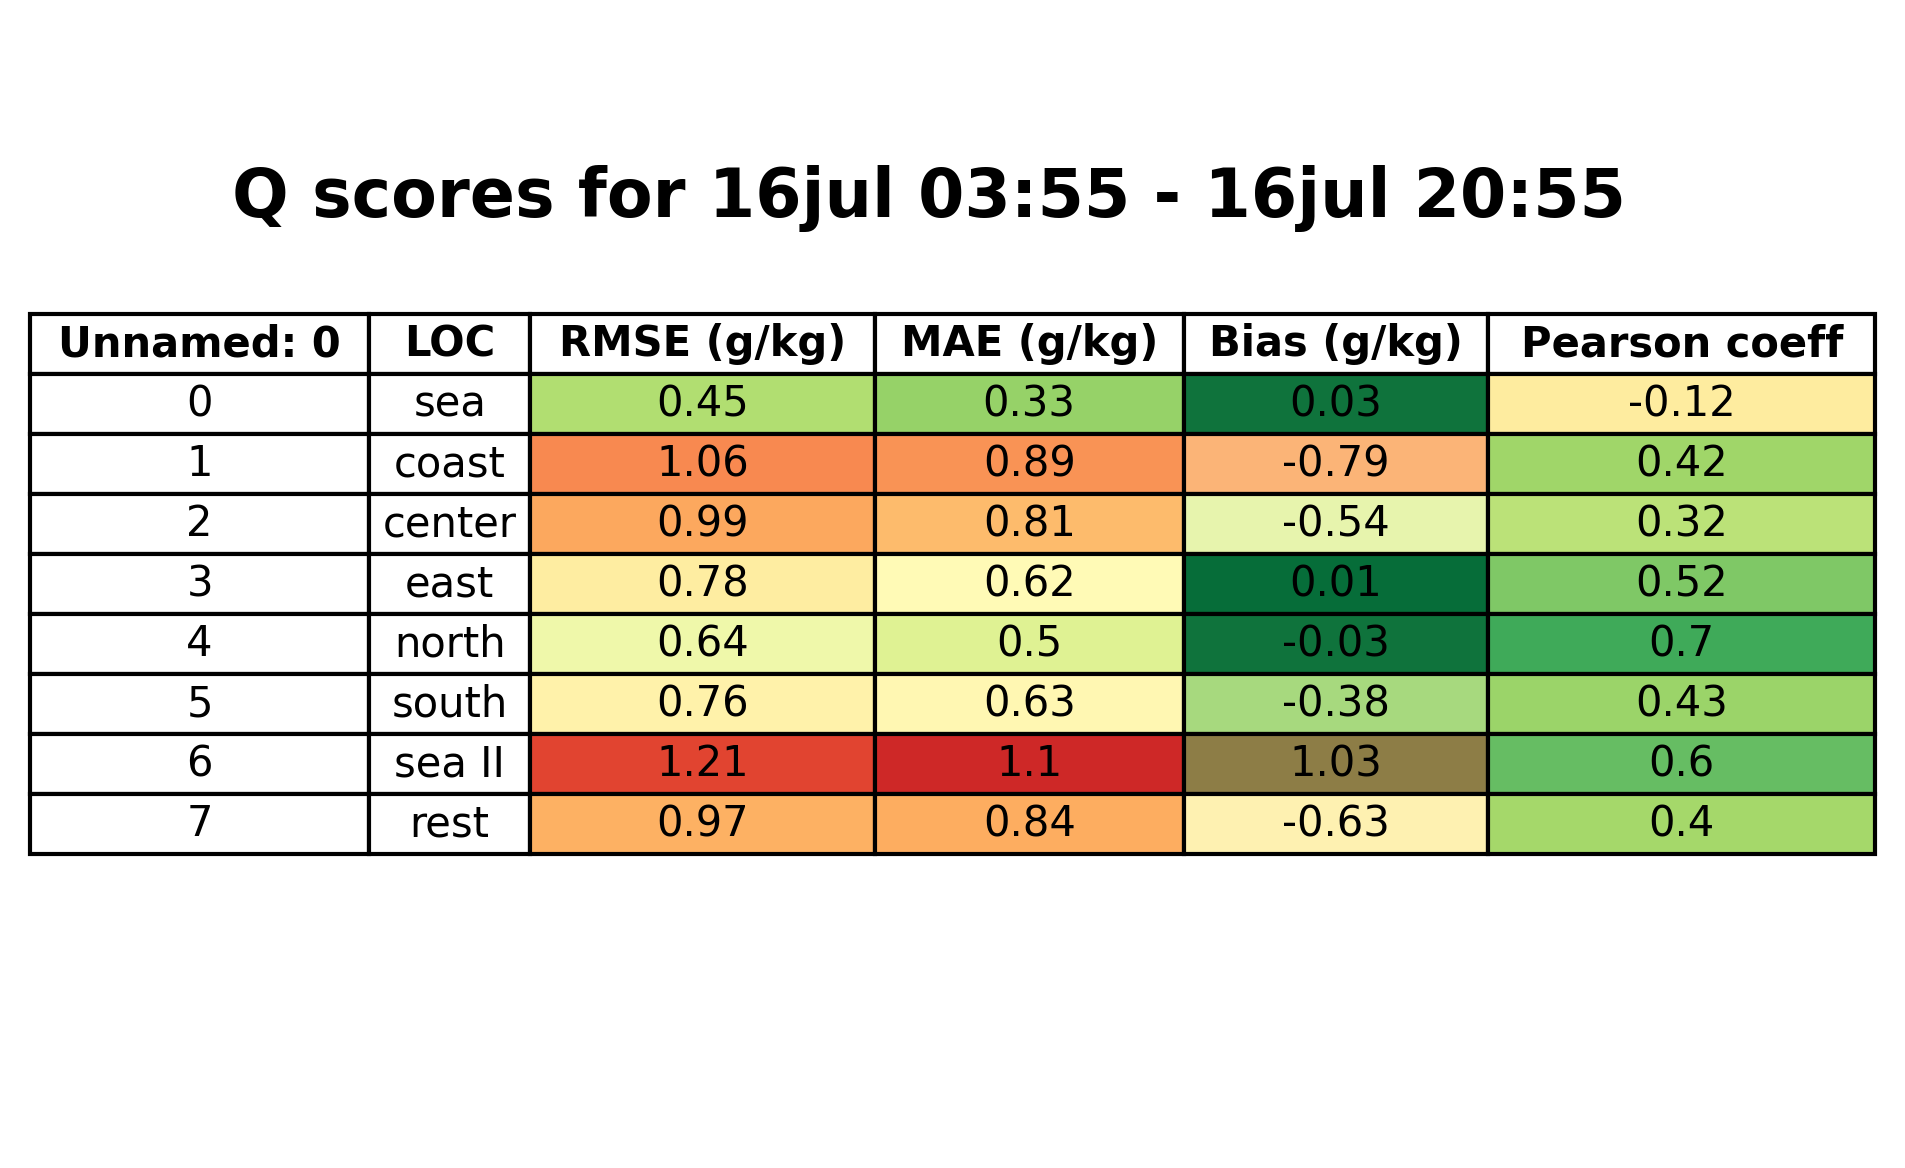 Q scores for 16jul 03:55 - 16jul 20:55
Unnamed: 0 LOC RMSE (g/kg) MAE (g/kg) Bias (g/kg) Pearson coeff
0 sea 0.45 0.33 0.03 -0.12
1 coast 1.06 0.89 -0.79 0.42
2 center 0.99 0.81 -0.54 0.32
3 east 0.78 0.62 0.01 0.52
4 north 0.64 0.5 -0.03 0.7
5 south 0.76 0.63 -0.38 0.43
6 sea II 1.21 1.1 1.03 0.6
7 rest 0.97 0.84 -0.63 0.4